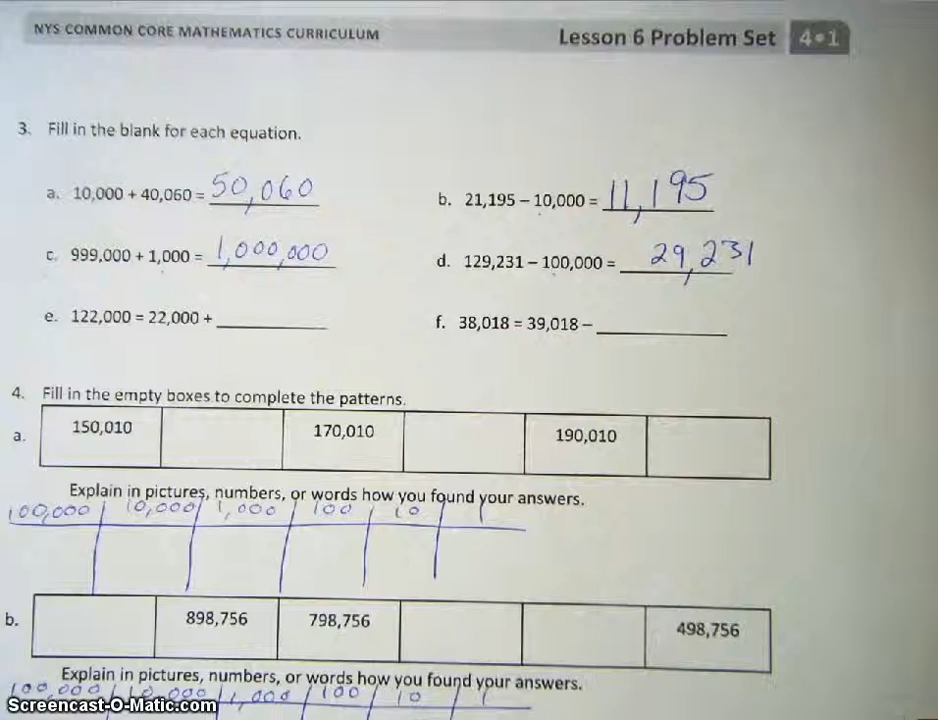 NYS COMMON CORE MATHEMATICS CURRICULUM Lesson 6 Problem Set 4•1
3. Fill in the blank for each equation.
a. 10,000 + 40,060 = 50,060 b. 21,195 – 10,000 = 11,195
c. 999,000 + 1,000 = 1,000,000 d. 129,231 – 100,000 = 29,231
e. 122,000 = 22,000 + ____________ f. 38,018 = 39,018 – ____________
4. Fill in the empty boxes to complete the patterns.
a. 150,010 170,010 190,010
Explain in pictures, numbers, or words how you found your answers.
100,000 10,000 1,000 100 10 1
b. 898,756 798,756 498,756
Explain in pictures, numbers, or words how you found your answers.
100,000 10,000 1,000 100 10 1
Screencast-O-Matic.com